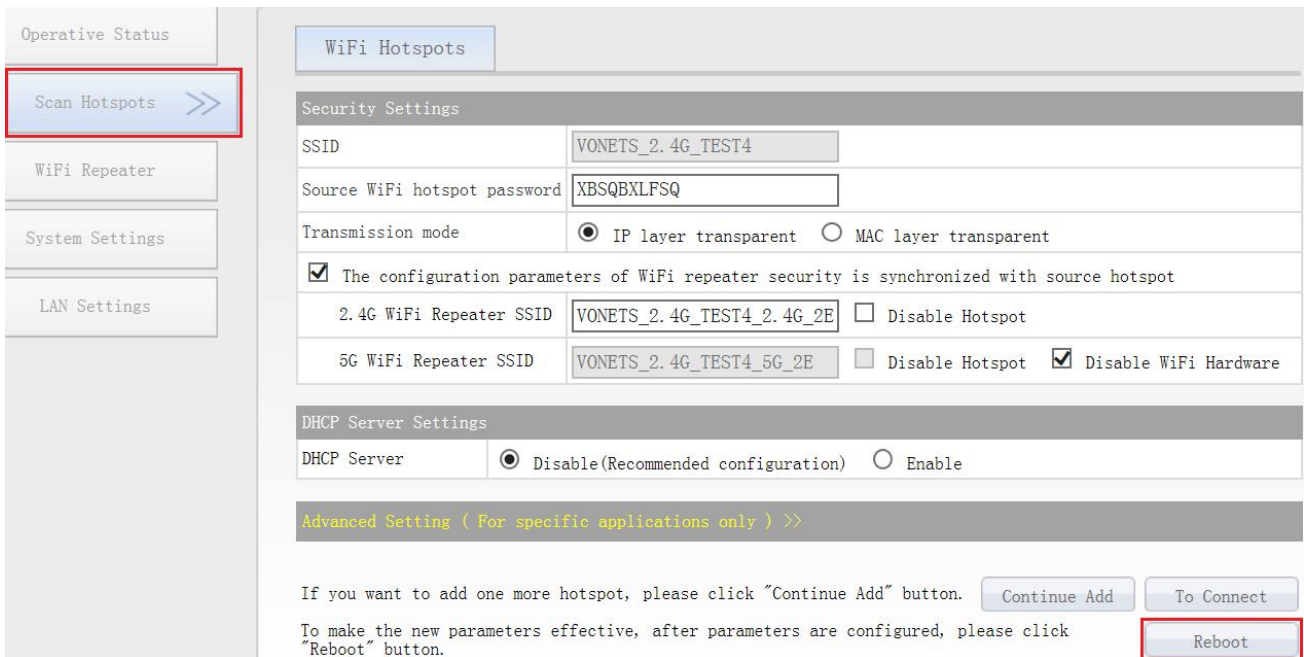 Operative Status
Scan Hotspots >>
WiFi Repeater
System Settings
LAN Settings
WiFi Hotspots
Security Settings
SSID VONETS_2.4G_TEST4
Source WiFi hotspot password XBSQBXLFSQ
Transmission mode IP layer transparent MAC layer transparent
The configuration parameters of WiFi repeater security is synchronized with source hotspot
2.4G WiFi Repeater SSID VONETS_2.4G_TEST4_2.4G_2E Disable Hotspot
5G WiFi Repeater SSID VONETS_2.4G_TEST4_5G_2E Disable Hotspot Disable WiFi Hardware
DHCP Server Settings
DHCP Server Disable(Recommended configuration) Enable
Advanced Setting ( For specific applications only ) >>
If you want to add one more hotspot, please click "Continue Add" button. Continue Add To Connect
To make the new parameters effective, after parameters are configured, please click
"Reboot" button. Reboot